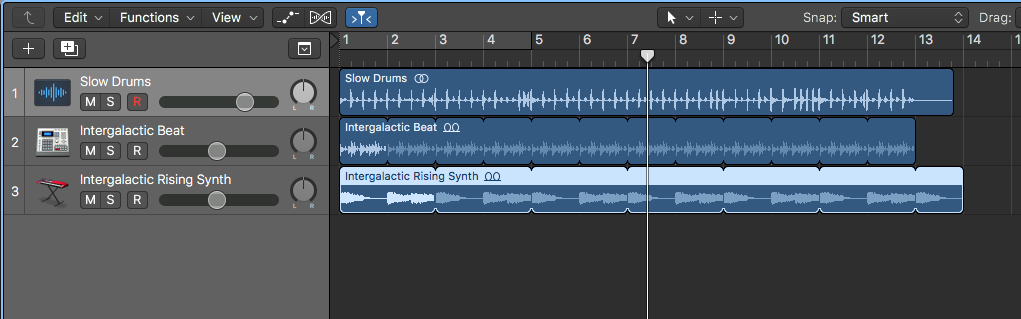 Edit Functions View Snap: Smart Drag:
1 2 3 4 5 6 7 8 9 10 11 12 13 14 15
1 Slow Drums
M S R
L R
Slow Drums
2 Intergalactic Beat
M S R
L R
Intergalactic Beat
3 Intergalactic Rising Synth
M S R
L R
Intergalactic Rising Synth